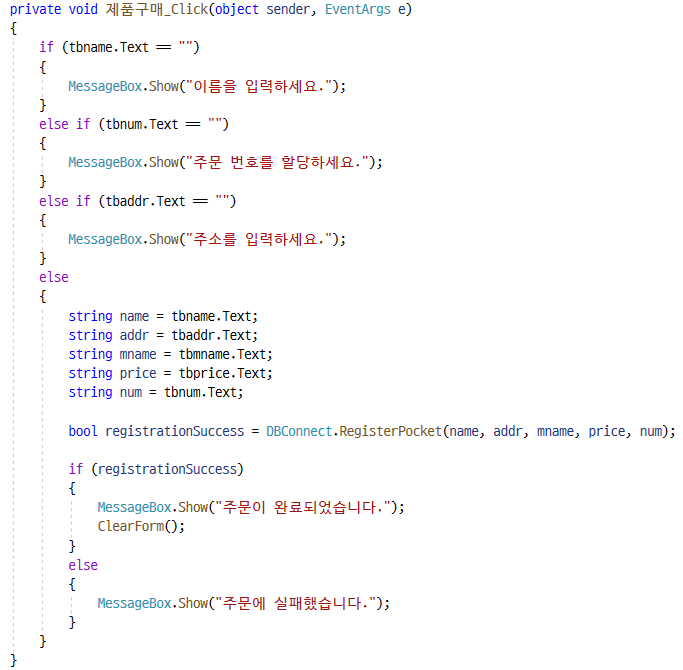 private void 제품구매_Click(object sender, EventArgs e)
{
if (tbname.Text == "")
{
MessageBox.Show("이름을 입력하세요.");
}
else if (tbnum.Text == "")
{
MessageBox.Show("주문 번호를 할당하세요.");
}
else if (tbaddr.Text == "")
{
MessageBox.Show("주소를 입력하세요.");
}
else
{
string name = tbname.Text;
string addr = tbaddr.Text;
string mname = tbmname.Text;
string price = tbprice.Text;
string num = tbnum.Text;
bool registrationSuccess = DBConnect.RegisterPocket(name, addr, mname, price, num);
if (registrationSuccess)
{
MessageBox.Show("주문이 완료되었습니다.");
ClearForm();
}
else
{
MessageBox.Show("주문에 실패했습니다.");
}
}
}